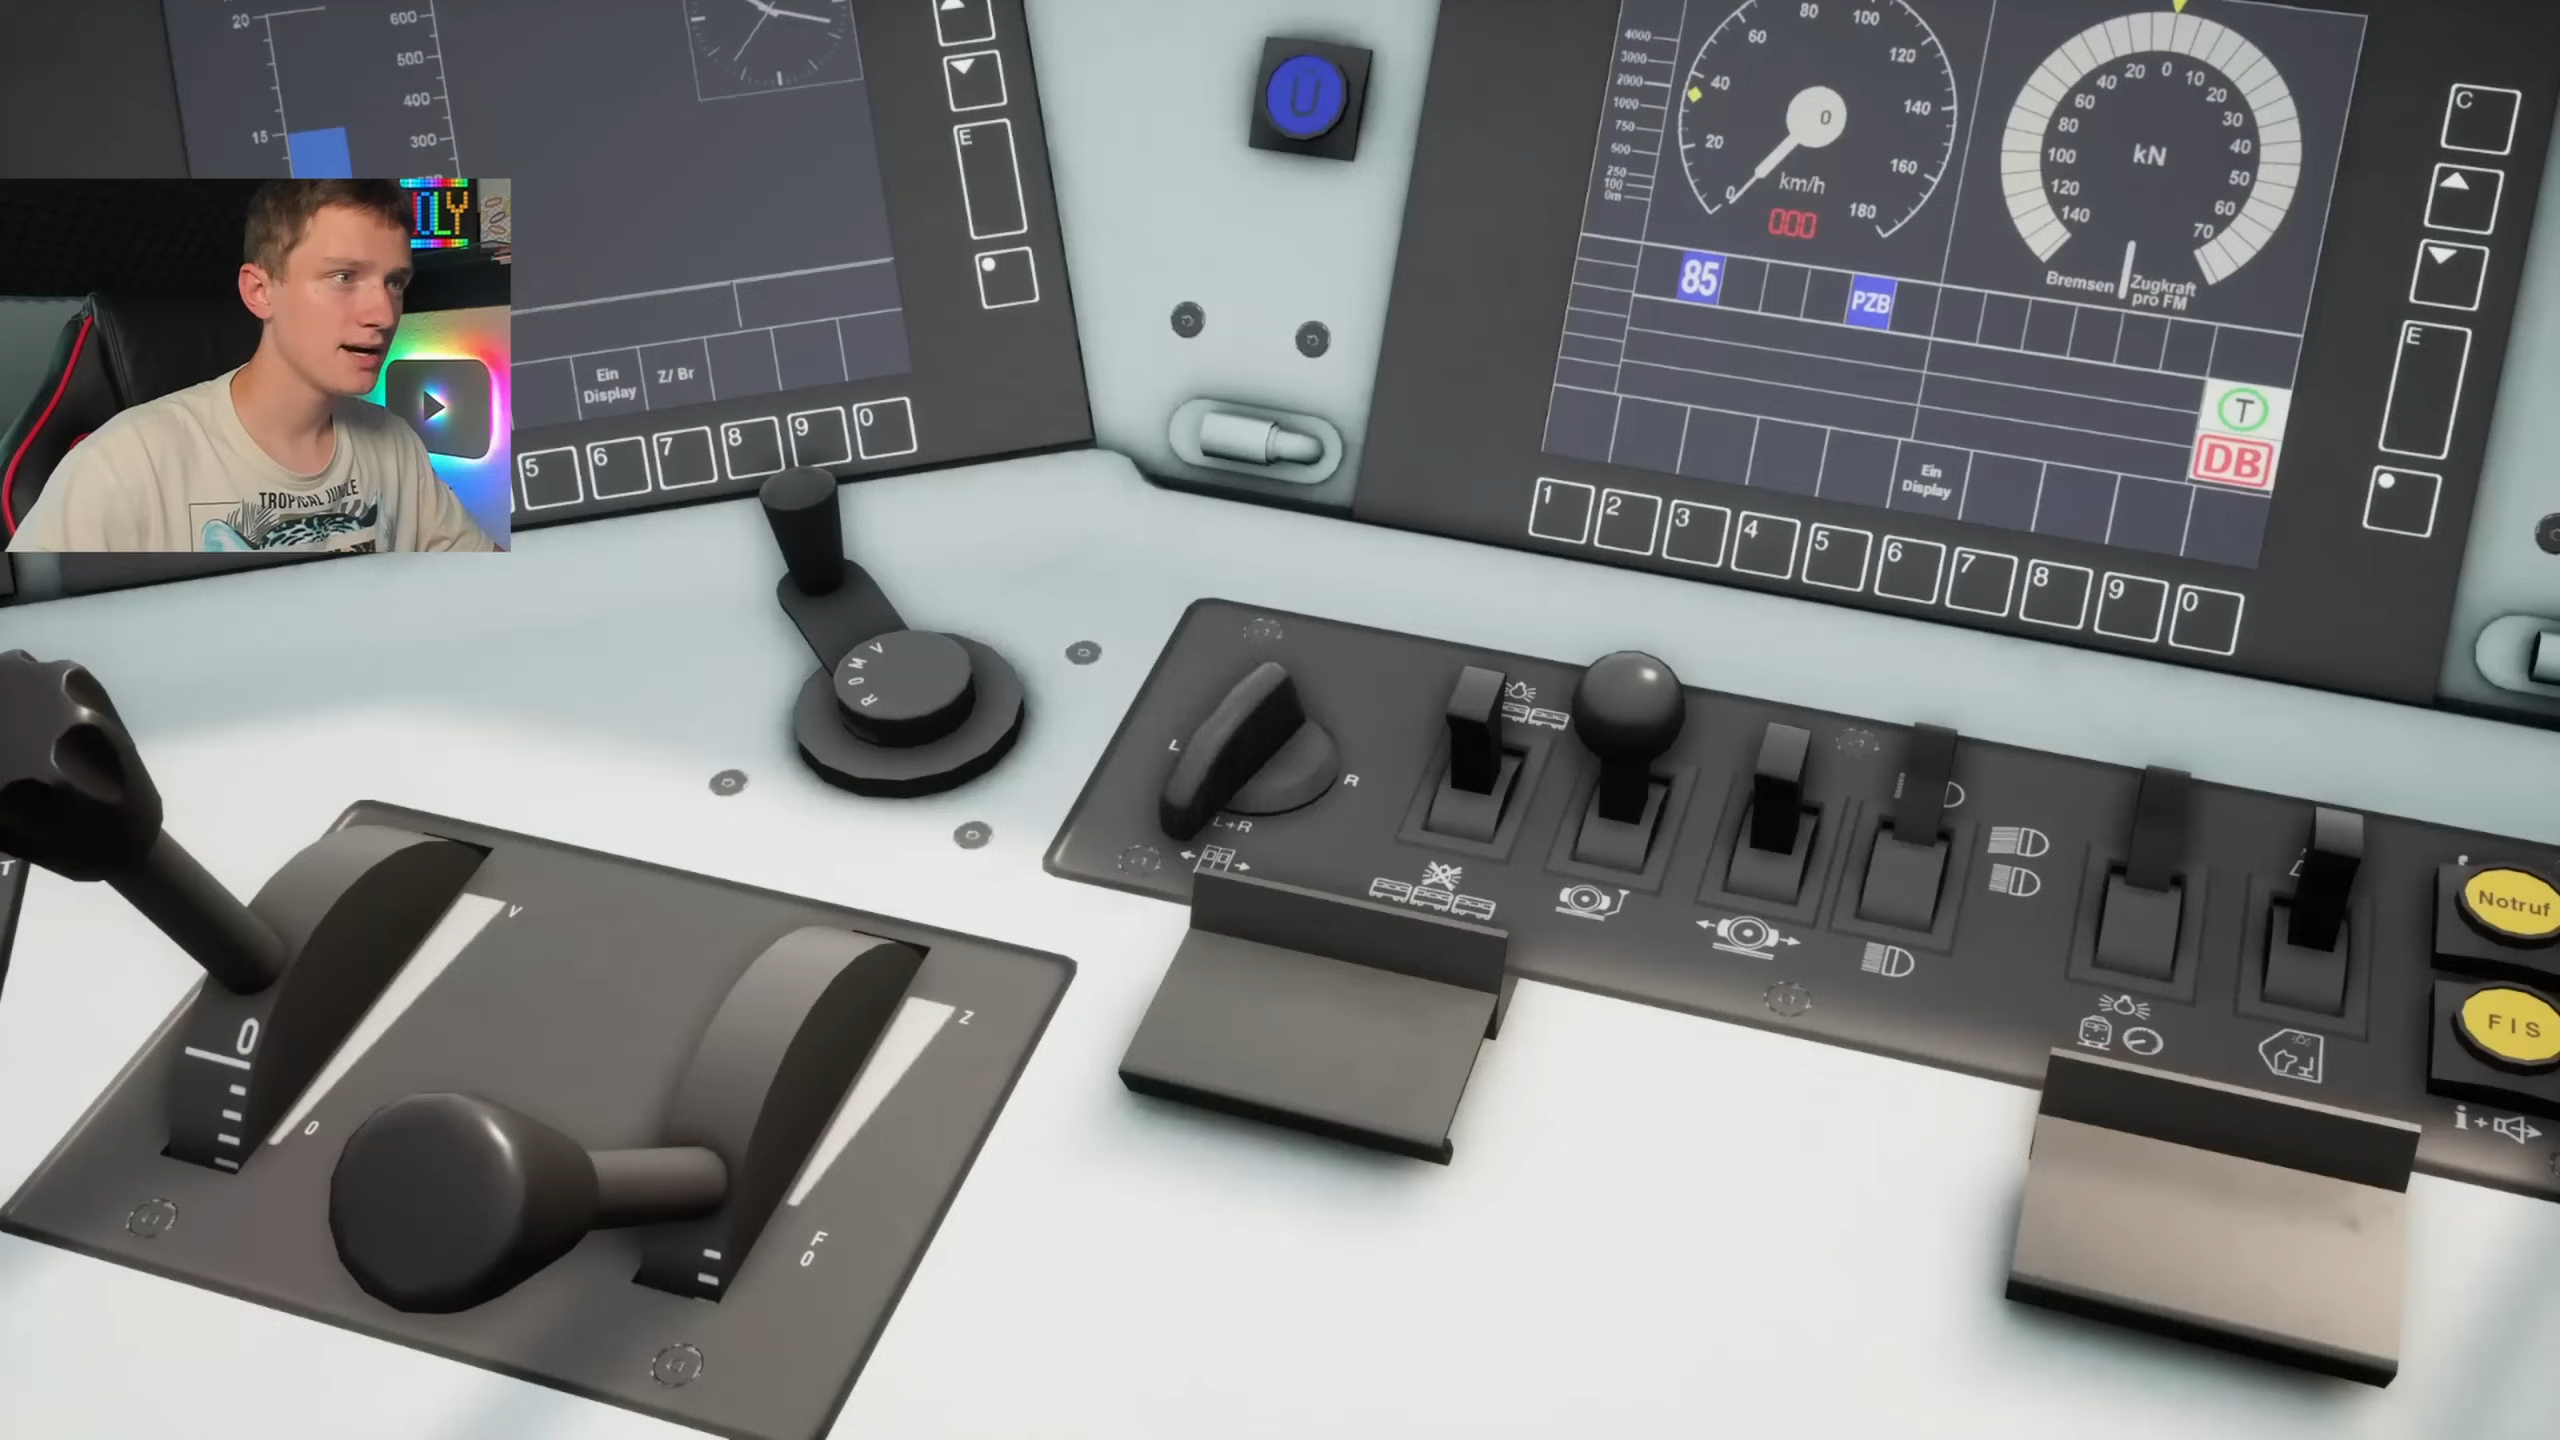 20
15
600
500
400
300
E
Ein
Display
Z/ Br
5 6 7 8 9 0
OLY
TROPICAL JUNGLE
Ü
4000
3000
2000
1000
750
500
250
100
0m
0
20
40
60
80
100
120
140
160
180
0
km/h
000
140
120
100
80
60
40
20
0
10
20
30
40
50
60
70
kN
Bremsen
Zugkraft
pro FM
85
PZB
T
DB
Ein
Display
1 2 3 4 5 6 7 8 9 0
C
E
R O M V
L
R
L+R
T
V
0
0
Z
F
0
Notruf
FIS
i+